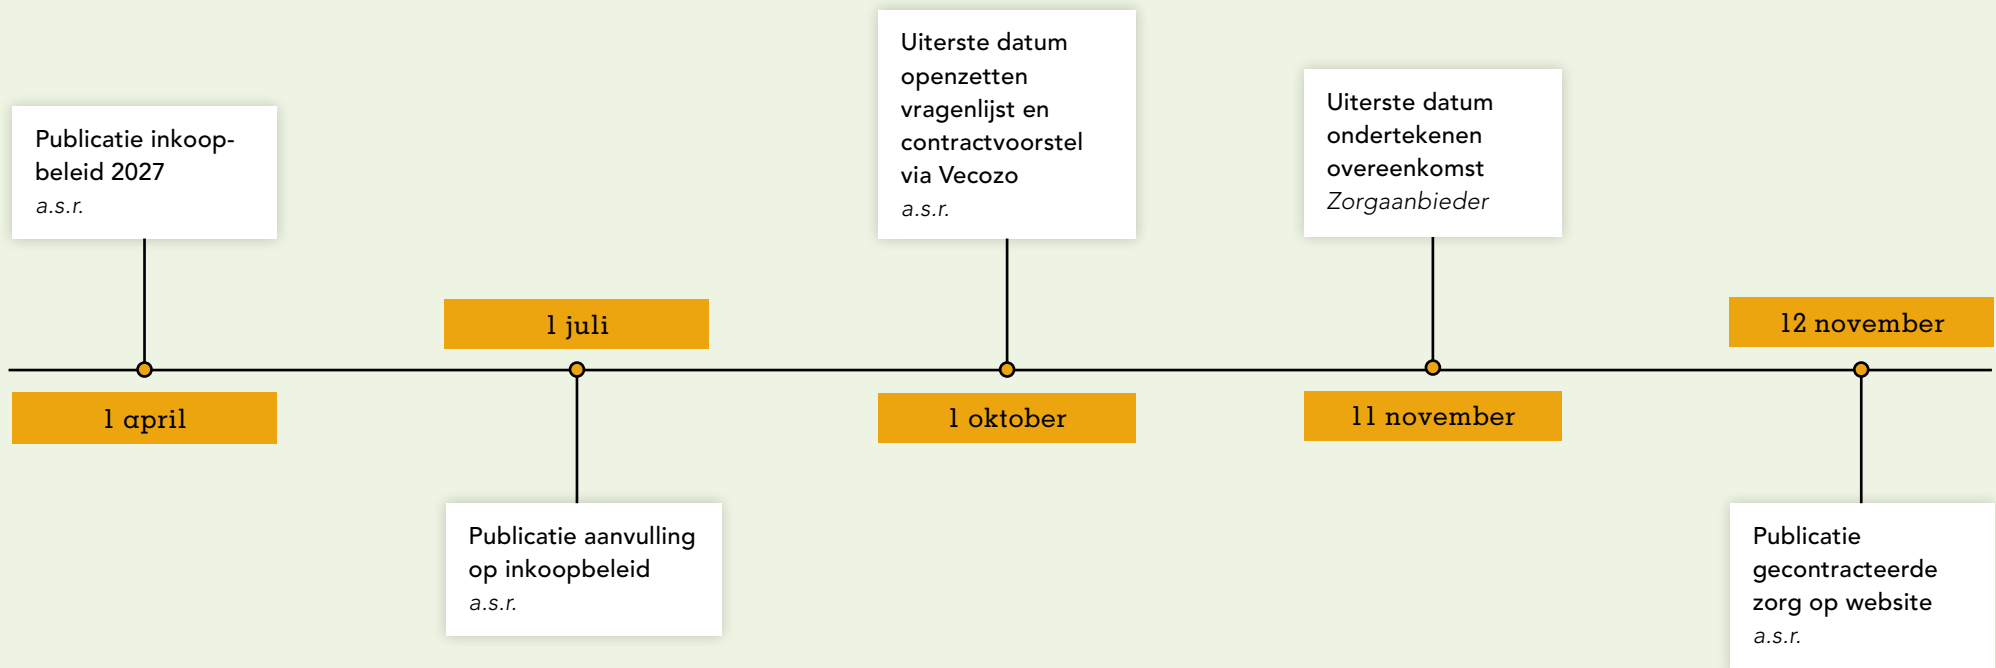 Publicatie inkoop-
beleid 2027
a.s.r.
1 april
1 juli
Publicatie aanvulling
op inkoopbeleid
a.s.r.
Uiterste datum
openzetten
vragenlijst en
contractvoorstel
via Vecozo
a.s.r.
1 oktober
Uiterste datum
ondertekenen
overeenkomst
Zorgaanbieder
11 november
12 november
Publicatie
gecontracteerde
zorg op website
a.s.r.